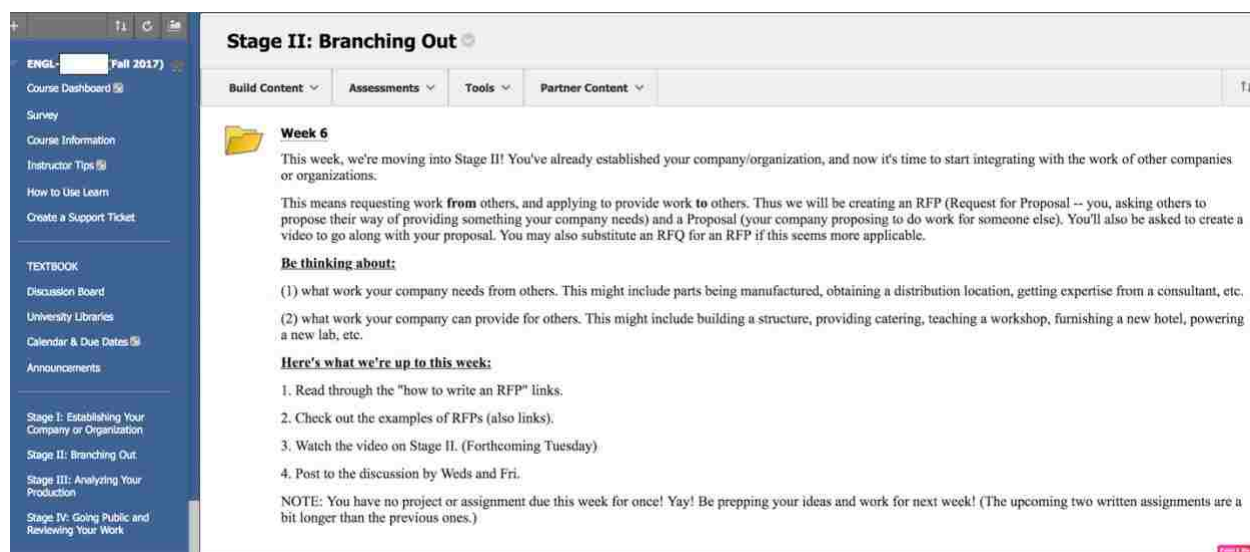 ENGL- Fall 2017)
Course Dashboard
Survey
Course Information
Instructor Tips
How to Use Learn
Create a Support Ticket
TEXTBOOK
Discussion Board
University Libraries
Calendar & Due Dates
Announcements
Stage I: Establishing Your
Company or Organization
Stage II: Branching Out
Stage III: Analyzing Your
Production
Stage IV: Going Public and
Reviewing Your Work
Stage II: Branching Out
Build Content Assessments Tools Partner Content
Week 6
This week, we're moving into Stage II! You've already established your company/organization, and now it's time to start integrating with the work of other companies
or organizations.
This means requesting work from others, and applying to provide work to others. Thus we will be creating an RFP (Request for Proposal -- you, asking others to
propose their way of providing something your company needs) and a Proposal (your company proposing to do work for someone else). You'll also be asked to create a
video to go along with your proposal. You may also substitute an RFQ for an RFP if this seems more applicable.
Be thinking about:
(1) what work your company needs from others. This might include parts being manufactured, obtaining a distribution location, getting expertise from a consultant, etc.
(2) what work your company can provide for others. This might include building a structure, providing catering, teaching a workshop, furnishing a new hotel, powering
a new lab, etc.
Here's what we're up to this week:
1. Read through the "how to write an RFP" links.
2. Check out the examples of RFPs (also links).
3. Watch the video on Stage II. (Forthcoming Tuesday)
4. Post to the discussion by Weds and Fri.
NOTE: You have no project or assignment due this week for once! Yay! Be prepping your ideas and work for next week! (The upcoming two written assignments are a
bit longer than the previous ones.)